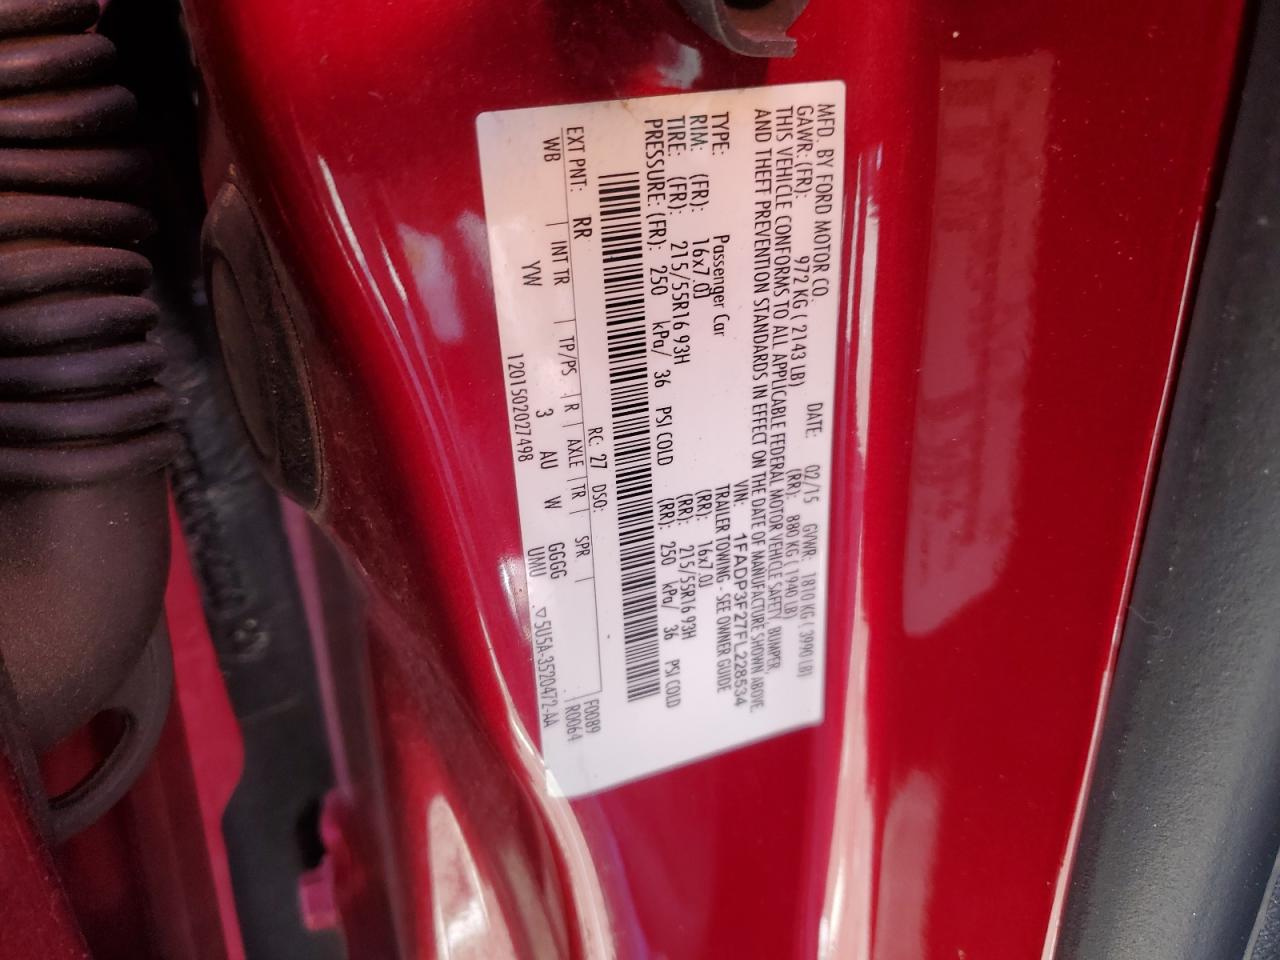 MFD. BY FORD MOTOR CO.
DATE: 02/15 GVWR: 1810 KG ( 3990 LB)
GAWR: (FR): 972 KG ( 2143 LB) (RR): 880 KG ( 1940 LB)
THIS VEHICLE CONFORMS TO ALL APPLICABLE FEDERAL MOTOR VEHICLE SAFETY, BUMPER,
AND THEFT PREVENTION STANDARDS IN EFFECT ON THE DATE OF MANUFACTURE SHOWN ABOVE.
VIN: 1FADP3F27FL228534
TYPE: Passenger Car TRAILER TOWING - SEE OWNER GUIDE
RIM: (FR): 16x7.0J (RR): 16x7.0J
TIRE: (FR): 215/55R16 93H (RR): 215/55R16 93H
PRESSURE: (FR): 250 kPa/ 36 PSI COLD (RR): 250 kPa/ 36 PSI COLD
RC: 27 DSO: F0089
EXT PNT: RR R0064
WB INT TR TP/PS R AXLE TR SPR
YW 3 AU W GGGG
UMU
▽ 5U5A-3520472-AA
120150202 7498